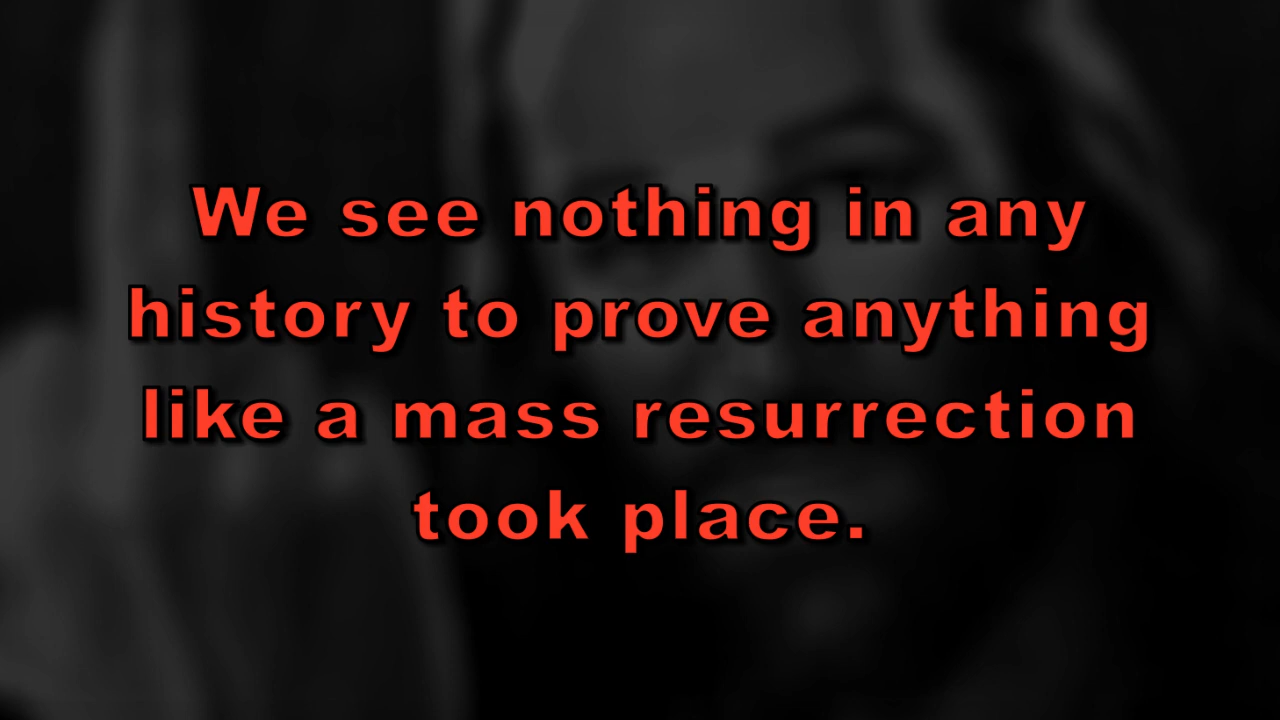 We see nothing in any
history to prove anything
like a mass resurrection
took place.